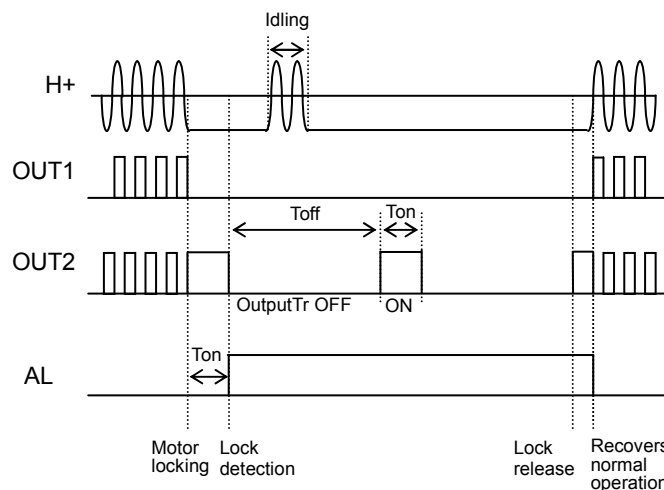 Idling
H+
OUT1
Toff
Ton
OUT2
OutputTr OFF
ON
Ton
AL
Motor
locking
Lock
detection
Lock
release
Recovers
normal
operation